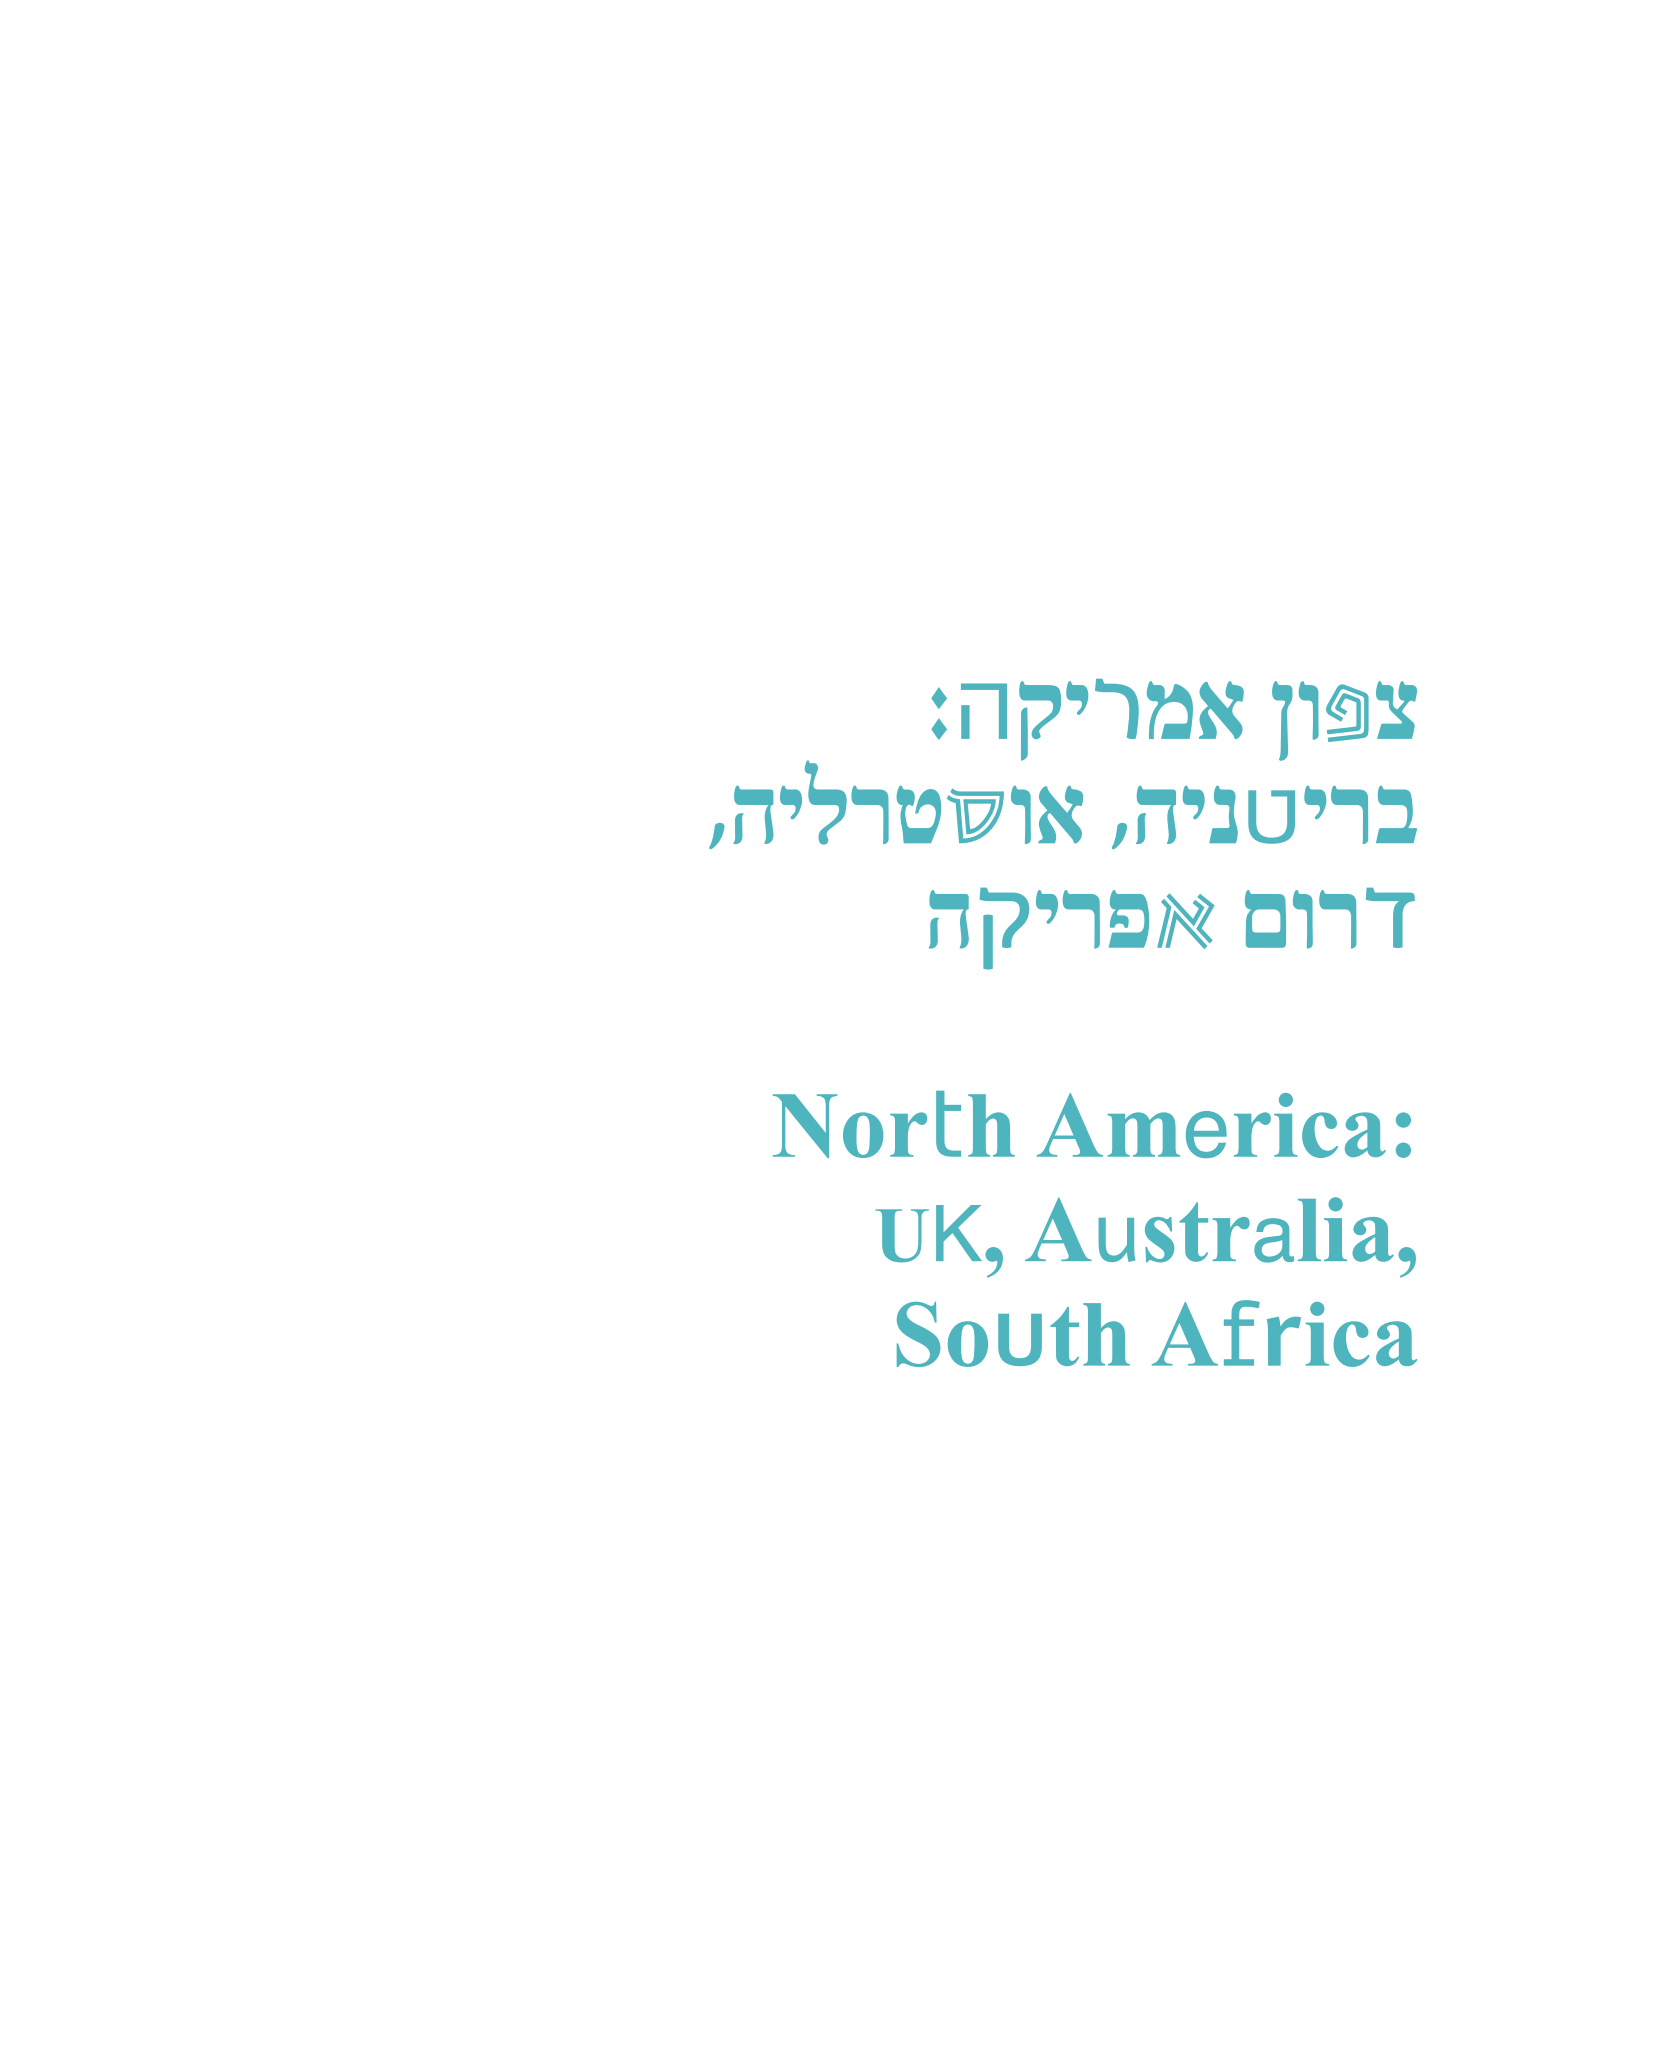 צפון אמריקה:
בריטניה, אוסטרליה,
דרום אפריקה
North America:
UK, Australia,
South Africa